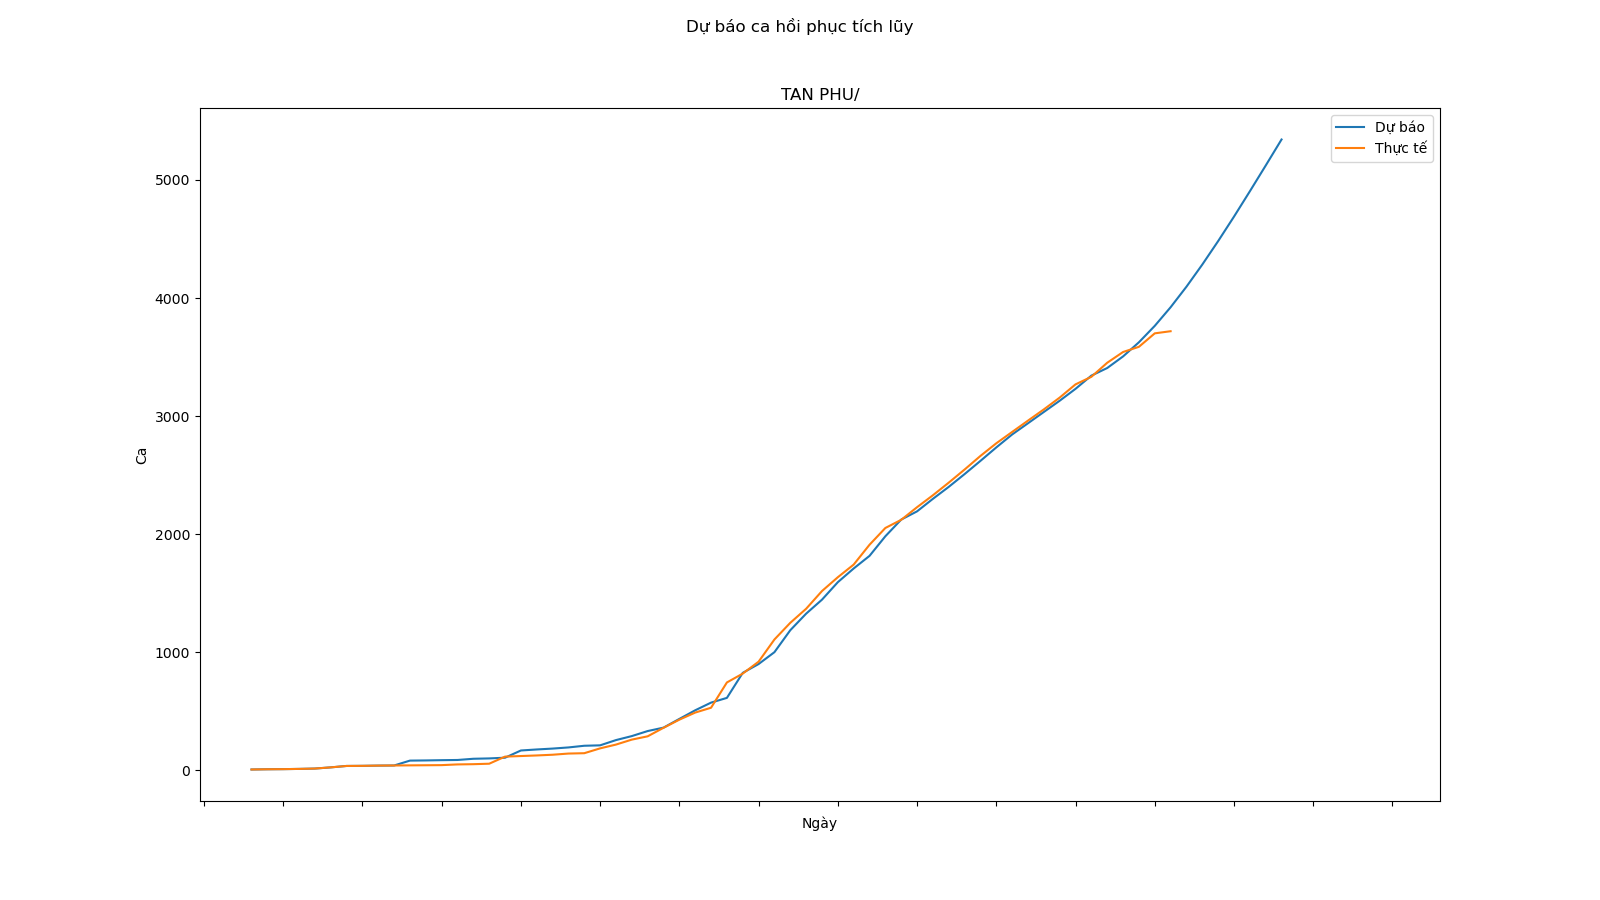 Dự báo ca hồi phục tích lũy
TAN PHU/
Dự báo
Thực tế
5000
4000
3000
2000
1000
0
Ca
Ngày